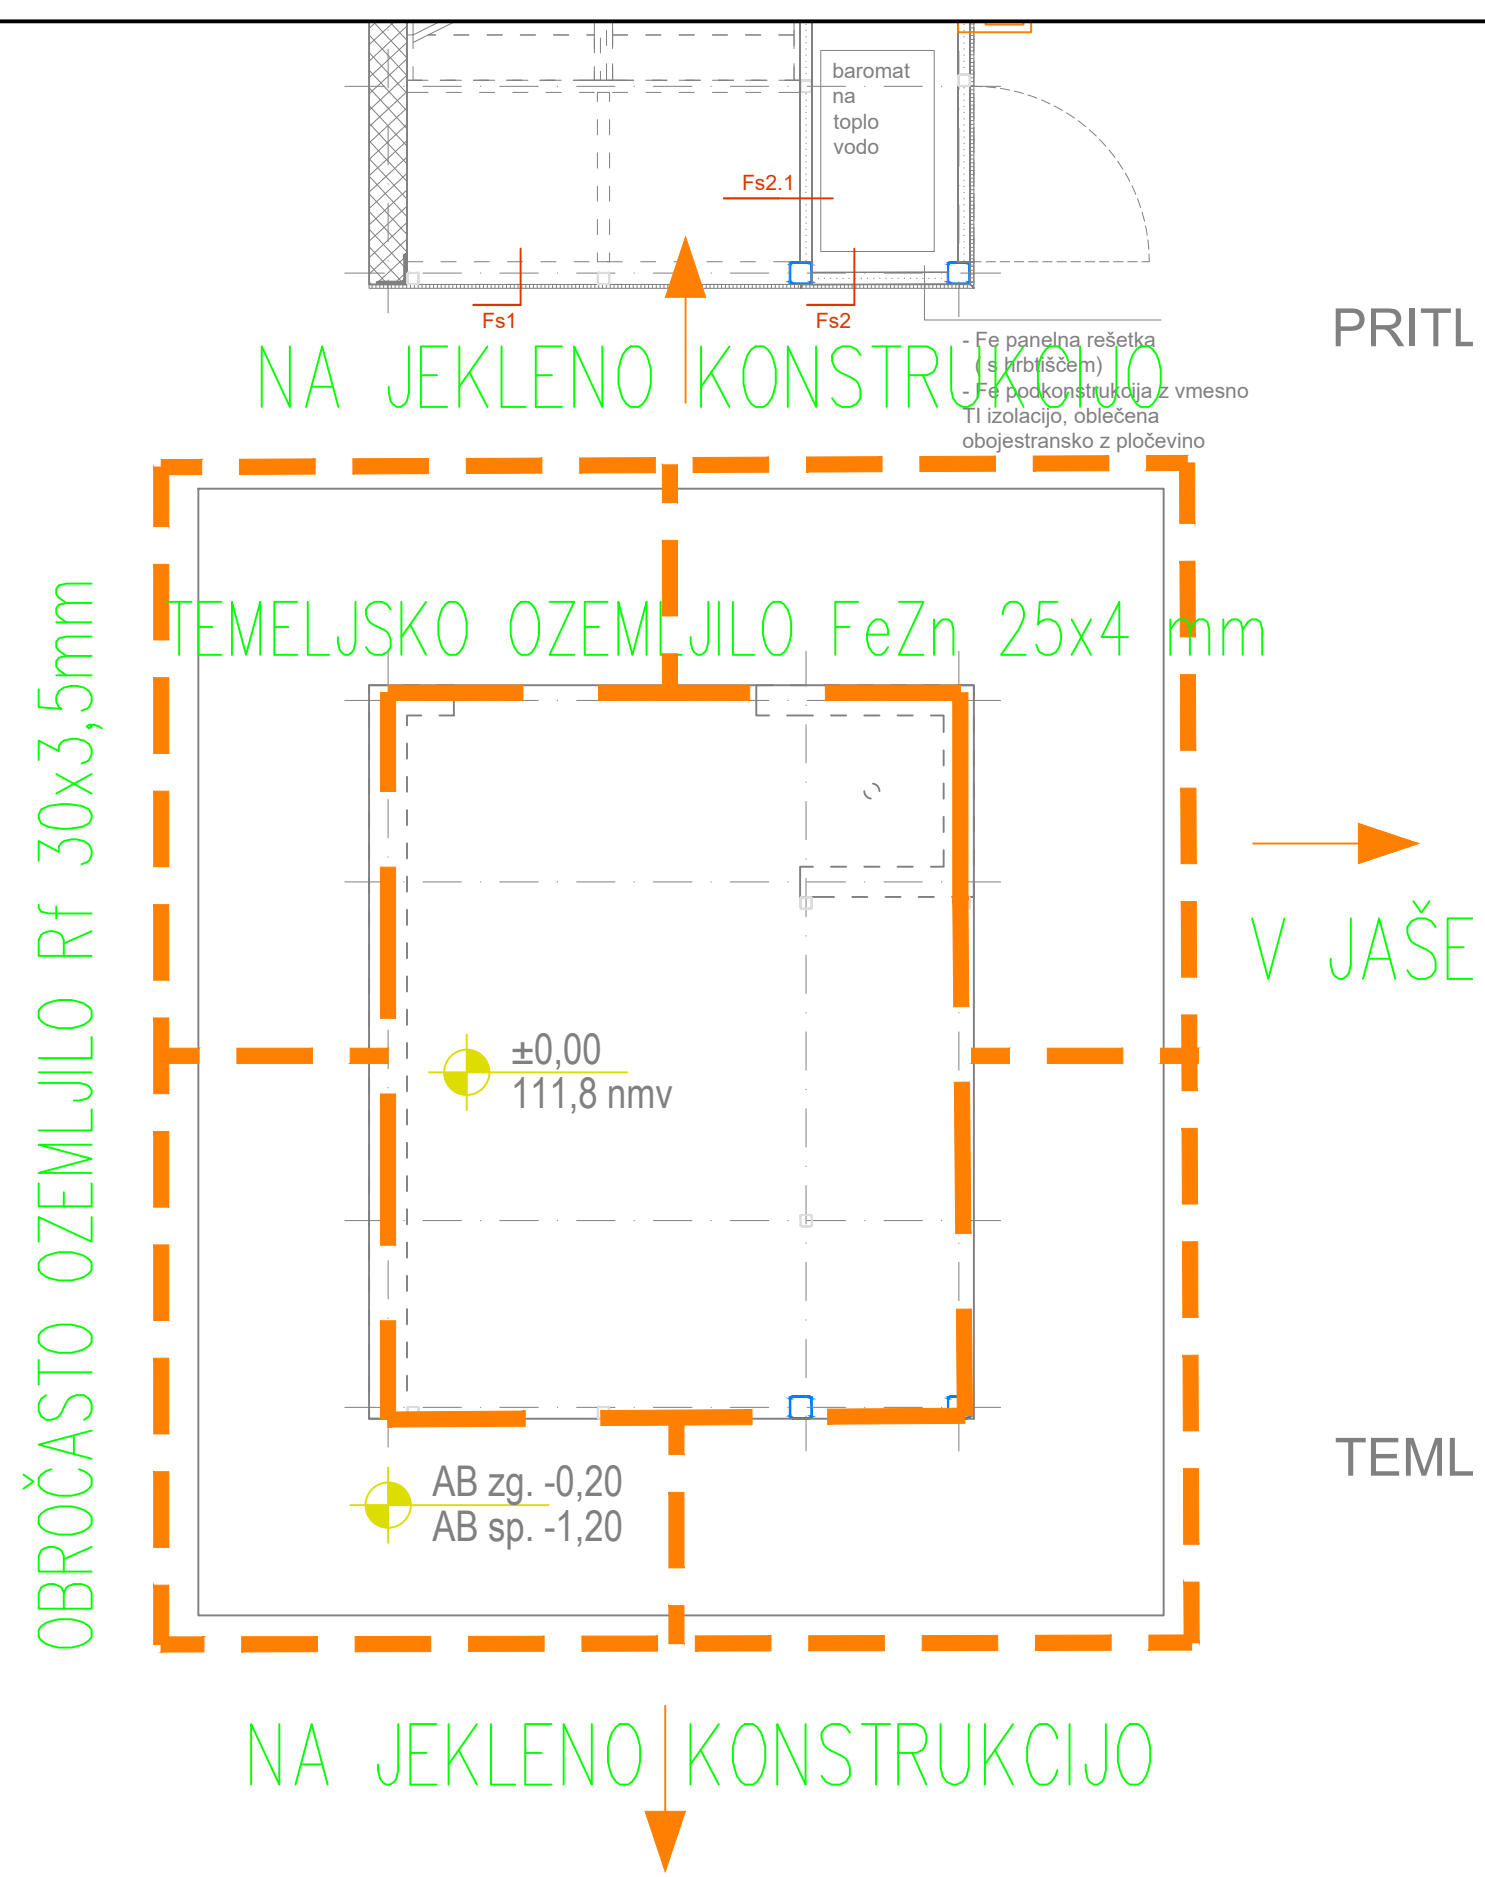 baromat
na
toplo
vodo
Fs2.1
Fs1
Fs2
PRITL
- Fe panelna rešetka
( s hrbtiščem)
- Fe podkonstrukcija z vmesno
TI izolacijo, oblečena
obojestransko z pločevino
NA JEKLENO KONSTRUKCIJO
TEMELJSKO OZEMLJILO FeZn 25x4 mm
OBROČASTO OZEMLJILO Rf 30x3,5mm
V JAŠE
±0,00
111,8 nmv
TEML
AB zg. -0,20
AB sp. -1,20
NA JEKLENO KONSTRUKCIJO